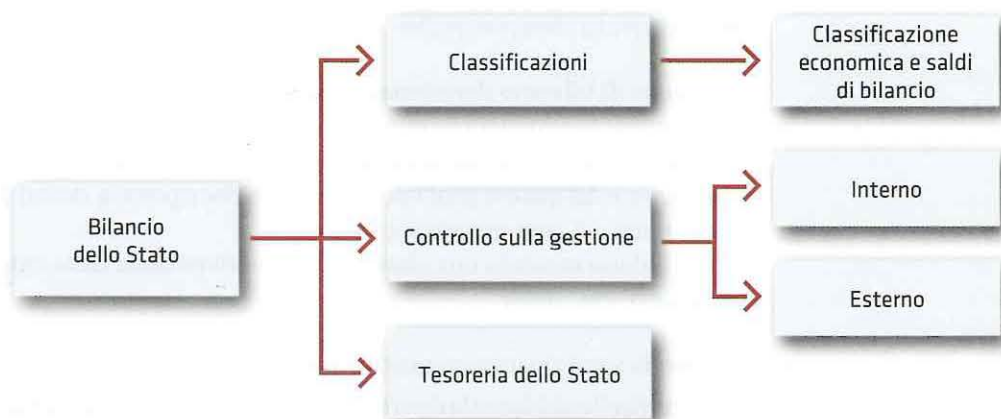 Bilancio
dello Stato
Classificazioni
Classificazione
economica e saldi
di bilancio
Controllo sulla gestione
Interno
Esterno
Tesoreria dello Stato